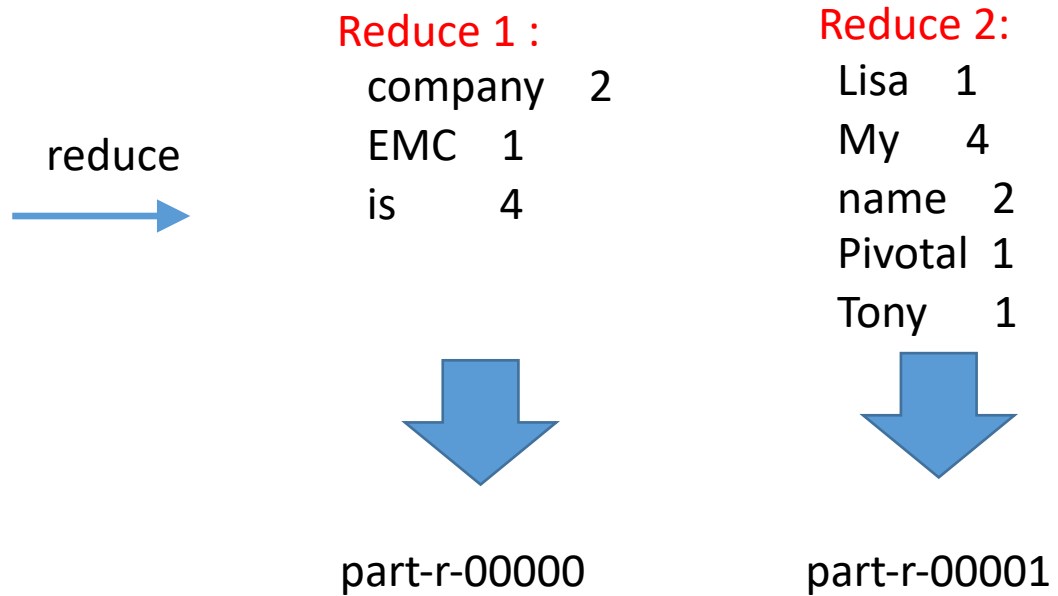 reduce
Reduce 1 :
company 2
EMC 1
is 4
part-r-00000
Reduce 2:
Lisa 1
My 4
name 2
Pivotal 1
Tony 1
part-r-00001